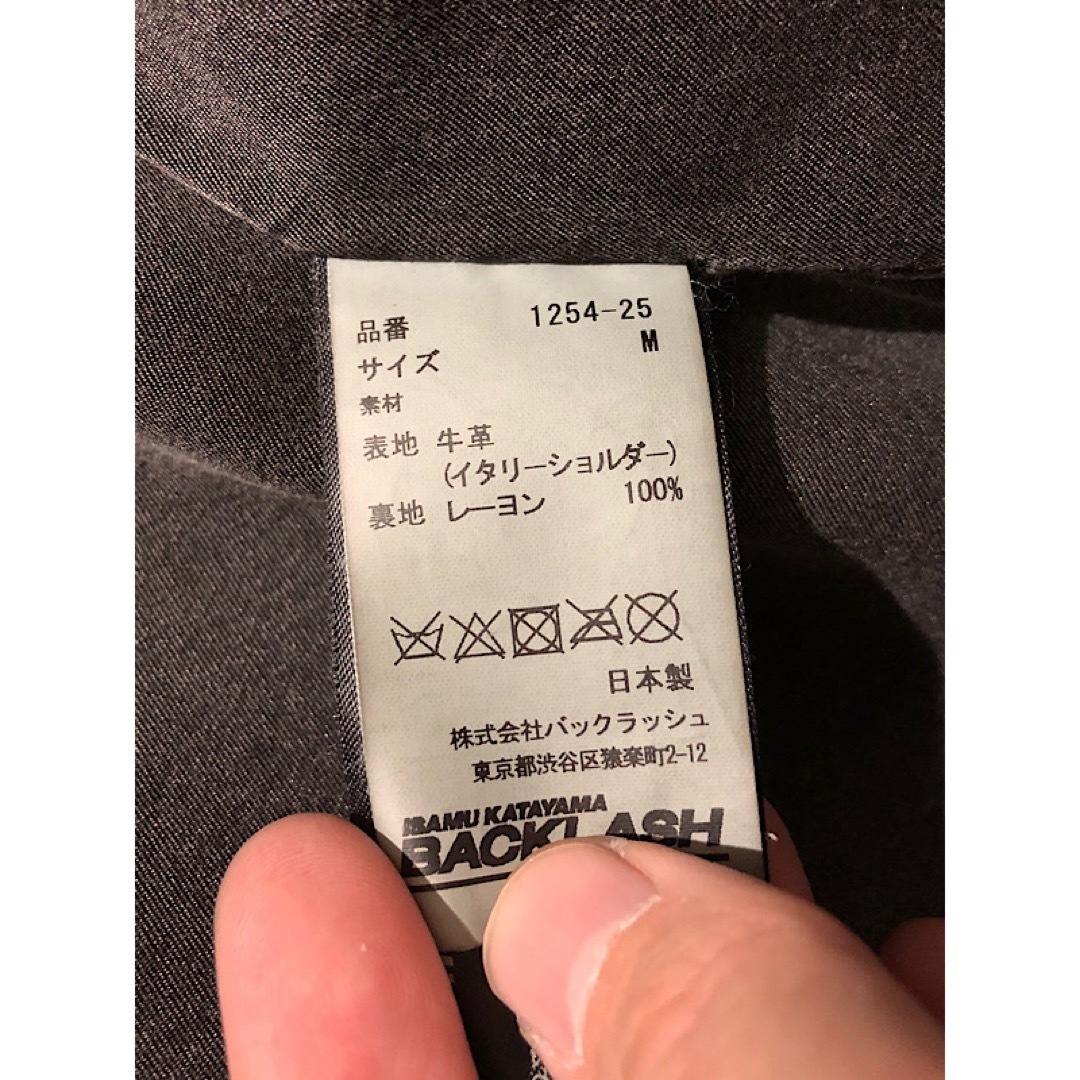 品番 1254-25
サイズ M
素材
表地 牛革
(イタリーショルダー)
裏地 レーヨン 100%
日本製
株式会社バックラッシュ
東京都渋谷区猿楽町2-12
ISAMU KATAYAMA
BACKLASH